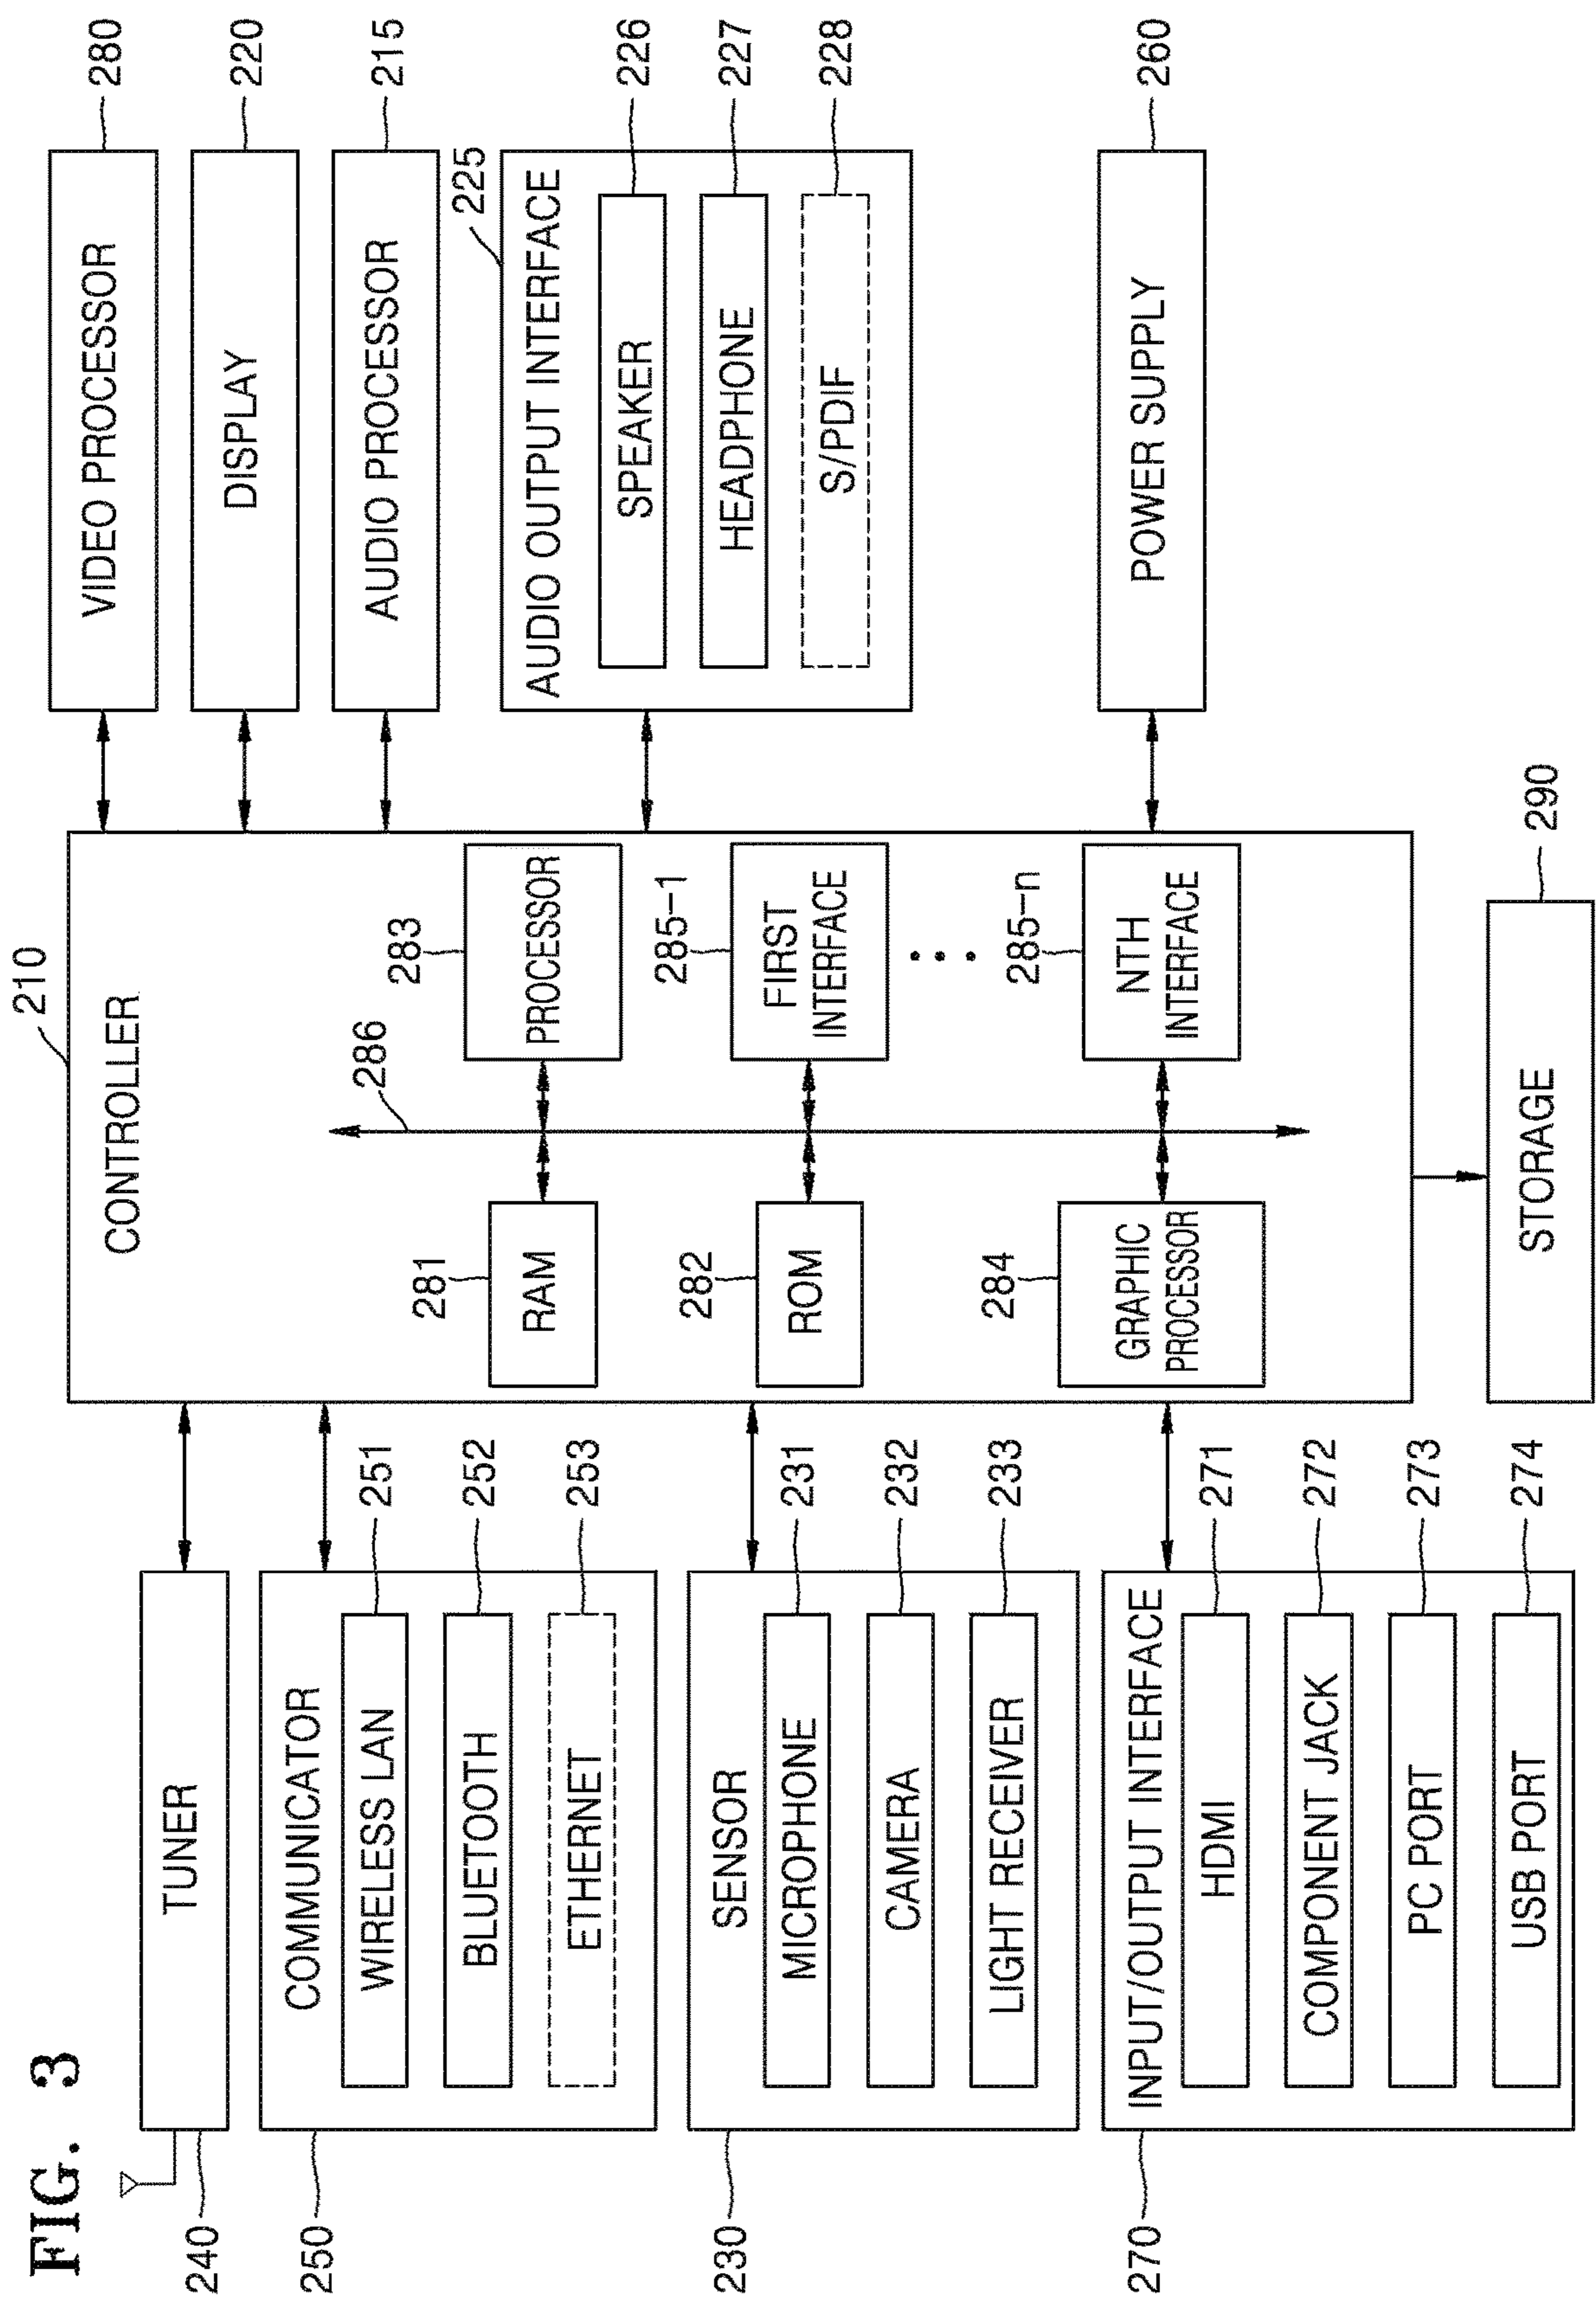 FIG. 3
240
TUNER
250
COMMUNICATOR
WIRELESS LAN
251
BLUETOOTH
252
ETHERNET
253
230
SENSOR
MICROPHONE
231
CAMERA
232
LIGHT RECEIVER
233
270
INPUT/OUTPUT INTERFACE
HDMI
271
COMPONENT JACK
272
PC PORT
273
USB PORT
274
210
CONTROLLER
286
281
RAM
283
PROCESSOR
282
ROM
285-1
FIRST
INTERFACE
284
GRAPHIC
PROCESSOR
285-n
NTH
INTERFACE
STORAGE
290
VIDEO PROCESSOR
280
DISPLAY
220
AUDIO PROCESSOR
215
225
AUDIO OUTPUT INTERFACE
SPEAKER
226
HEADPHONE
227
S/PDIF
228
POWER SUPPLY
260